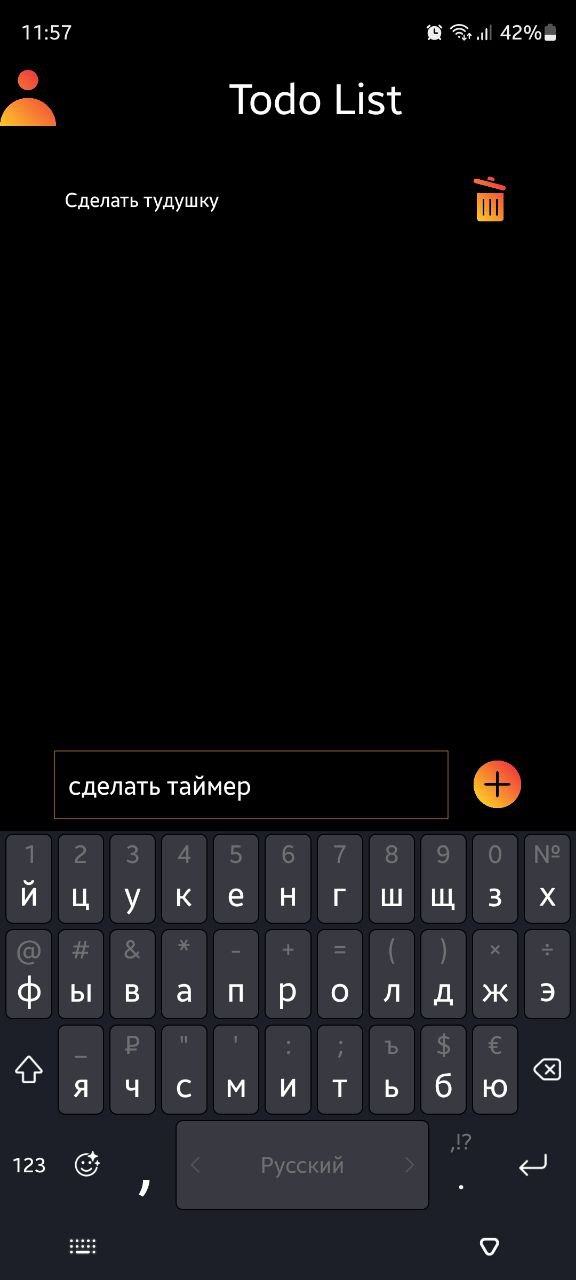 11:57 42%
Todo List
Сделать тудушку
сделать таймер
1 2 3 4 5 6 7 8 9 0 №
й ц у к е н г ш щ з х
@ # & * - + = ( ) × ÷
ф ы в а п р о л д ж э
_ ₽ " ' : ; ъ $ €
я ч с м и т ь б ю
,!?
123 , Русский .